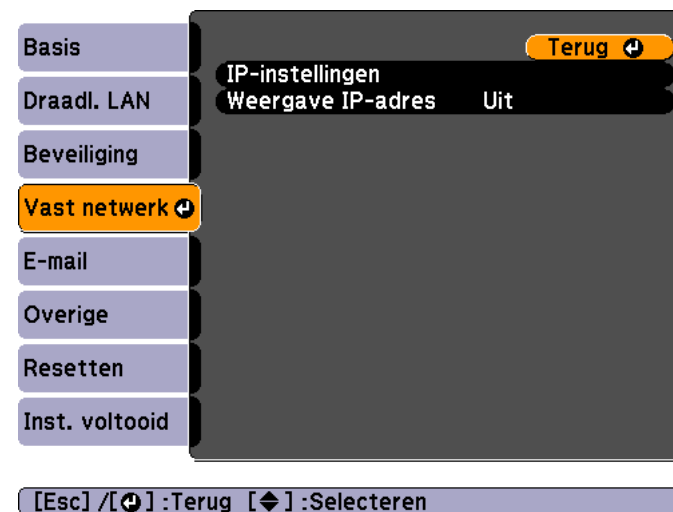 Basis
Draadl. LAN
Beveiliging
Vast netwerk
E-mail
Overige
Resetten
Inst. voltooid
Terug
IP-instellingen
Weergave IP-adres Uit
[Esc] /[⏎] :Terug [◆] :Selecteren